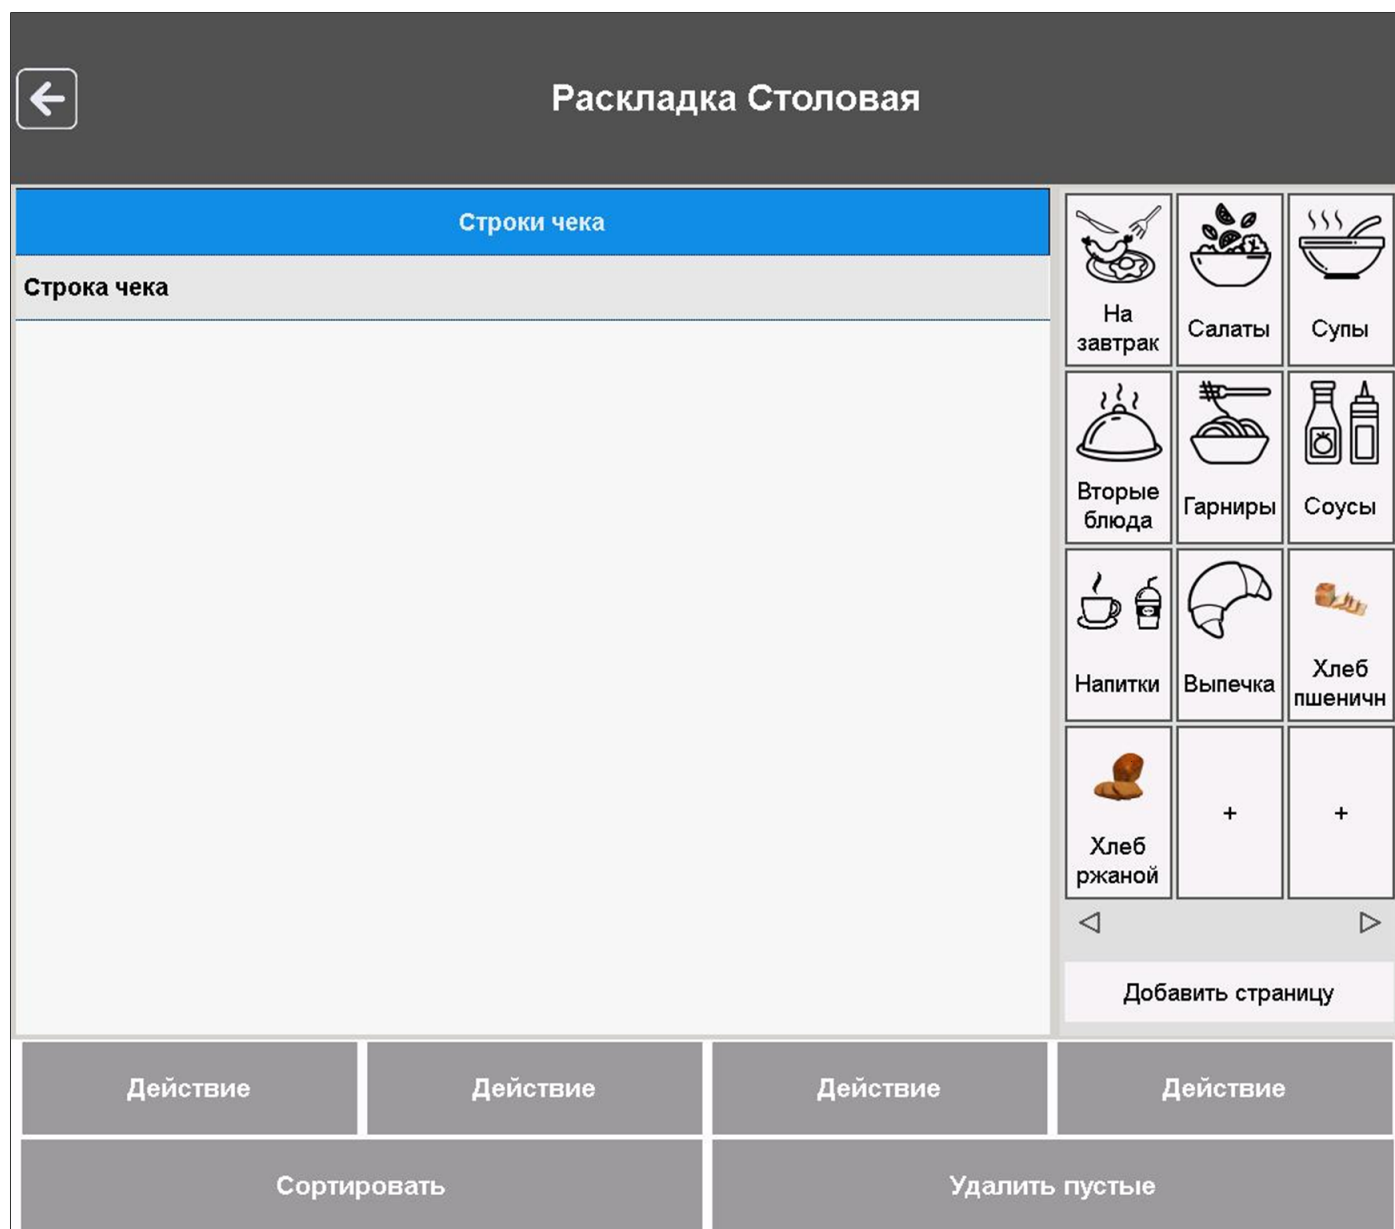 Раскладка Столовая
Строки чека
Строка чека
На
завтрак
Салаты
Супы
Вторые
блюда
Гарниры
Соусы
Напитки
Выпечка
Хлеб
пшеничн
Хлеб
ржаной
+
+
Добавить страницу
Действие
Действие
Действие
Действие
Сортировать
Удалить пустые